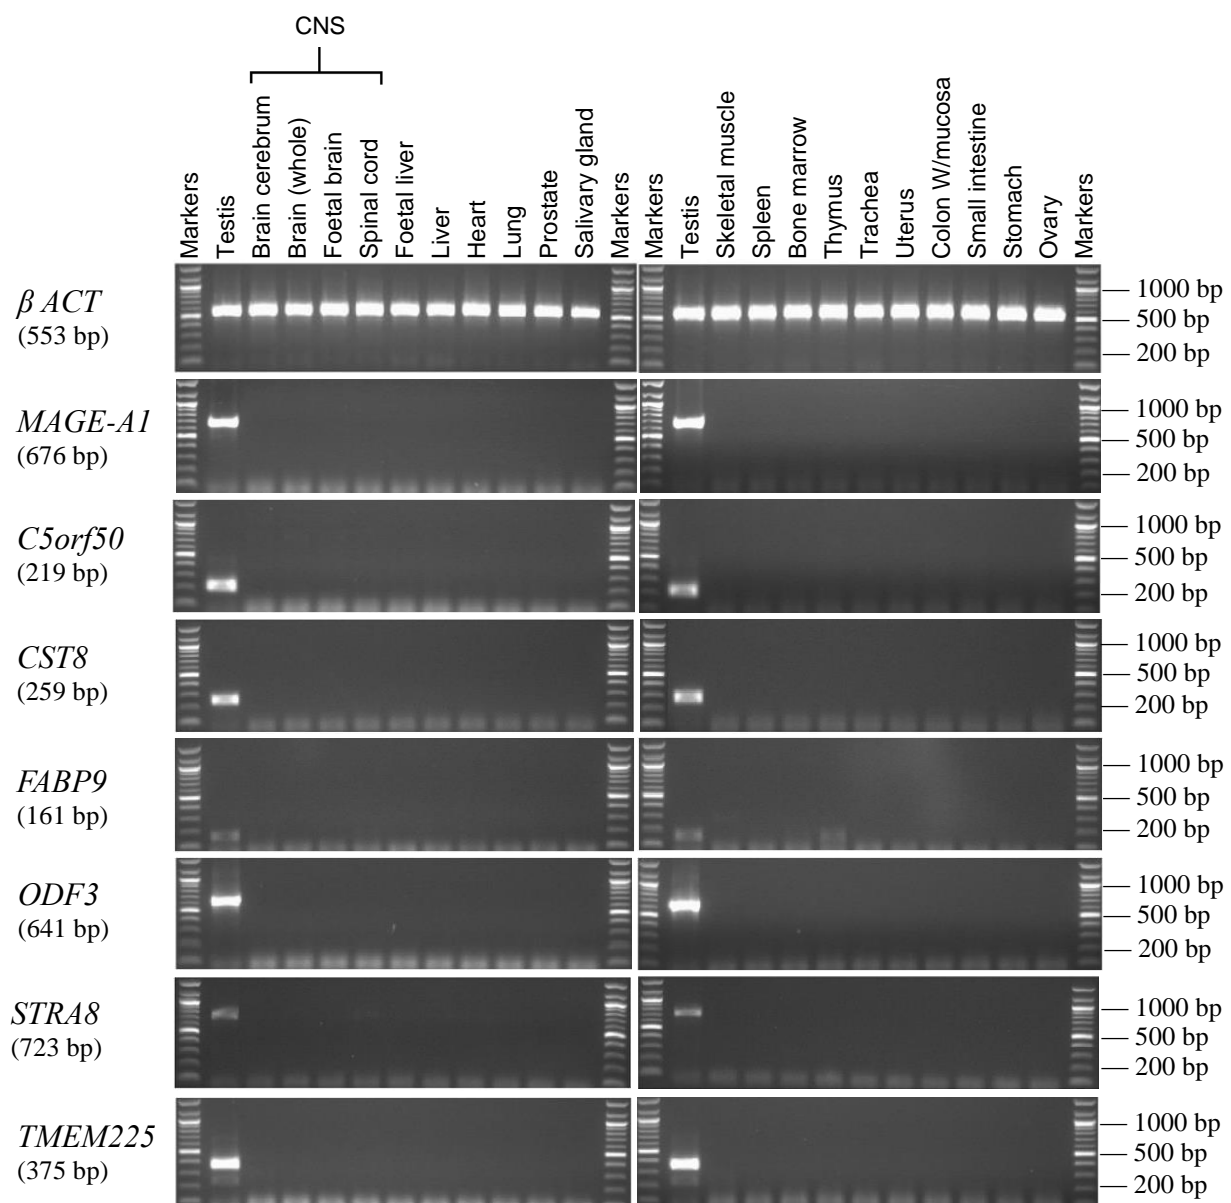 CNS
Markers
Testis
Brain cerebrum
Brain (whole)
Foetal brain
Spinal cord
Foetal liver
Liver
Heart
Lung
Prostate
Salivary gland
Markers
Markers
Testis
Skeletal muscle
Spleen
Bone marrow
Thymus
Trachea
Uterus
Colon W/mucosa
Small intestine
Stomach
Ovary
Markers
β ACT
(553 bp)
1000 bp
500 bp
200 bp
MAGE-A1
(676 bp)
1000 bp
500 bp
200 bp
C5orf50
(219 bp)
1000 bp
500 bp
200 bp
CST8
(259 bp)
1000 bp
500 bp
200 bp
FABP9
(161 bp)
1000 bp
500 bp
200 bp
ODF3
(641 bp)
1000 bp
500 bp
200 bp
STRA8
(723 bp)
1000 bp
500 bp
200 bp
TMEM225
(375 bp)
1000 bp
500 bp
200 bp